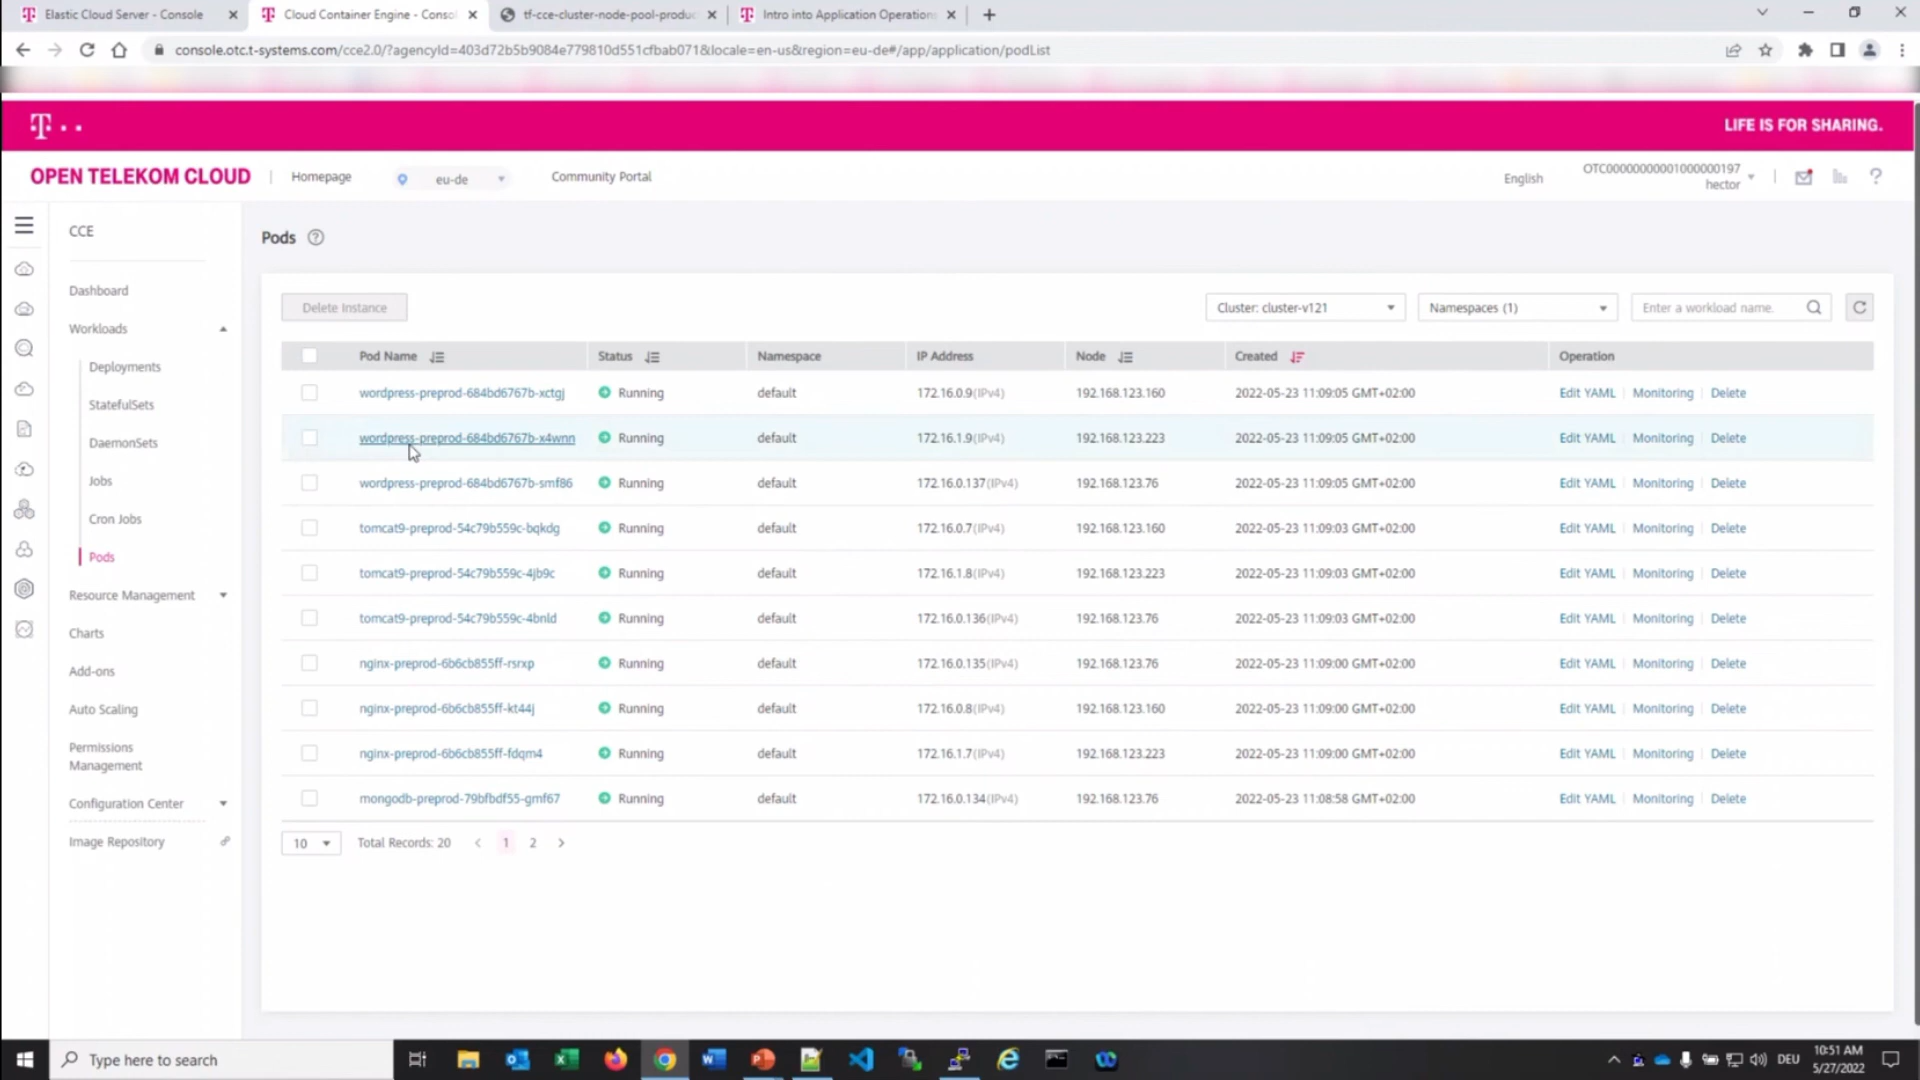 Elastic Cloud Server - Console
Cloud Container Engine - Conso
tf-cce-cluster-node-pool-produc
Intro into Application Operations
console.otc.t-systems.com/cce2.0/?agencyId=403d72b5b9084e779810d551cfbab071&locale=en-us&region=eu-de#/app/application/podList
T
LIFE IS FOR SHARING.
OPEN TELEKOM CLOUD
Homepage
eu-de
Community Portal
English
OTC00000000001000000197
hector
CCE
Dashboard
Workloads
Deployments
StatefulSets
DaemonSets
Jobs
Cron Jobs
Pods
Resource Management
Charts
Add-ons
Auto Scaling
Permissions
Management
Configuration Center
Image Repository
Pods
Delete Instance
Cluster: cluster-v121
Namespaces (1)
Enter a workload name.
Pod Name Status Namespace IP Address Node Created Operation
wordpress-preprod-684bd6767b-xctgj Running default 172.16.0.9(IPv4) 192.168.123.160 2022-05-23 11:09:05 GMT+02:00 Edit YAML Monitoring Delete
wordpress-preprod-684bd6767b-x4wnn Running default 172.16.1.9(IPv4) 192.168.123.223 2022-05-23 11:09:05 GMT+02:00 Edit YAML Monitoring Delete
wordpress-preprod-684bd6767b-smf86 Running default 172.16.0.137(IPv4) 192.168.123.76 2022-05-23 11:09:05 GMT+02:00 Edit YAML Monitoring Delete
tomcat9-preprod-54c79b559c-bqkdg Running default 172.16.0.7(IPv4) 192.168.123.160 2022-05-23 11:09:03 GMT+02:00 Edit YAML Monitoring Delete
tomcat9-preprod-54c79b559c-4jb9c Running default 172.16.1.8(IPv4) 192.168.123.223 2022-05-23 11:09:03 GMT+02:00 Edit YAML Monitoring Delete
tomcat9-preprod-54c79b559c-4bnld Running default 172.16.0.136(IPv4) 192.168.123.76 2022-05-23 11:09:03 GMT+02:00 Edit YAML Monitoring Delete
nginx-preprod-6b6cb855ff-rsrxp Running default 172.16.0.135(IPv4) 192.168.123.76 2022-05-23 11:09:00 GMT+02:00 Edit YAML Monitoring Delete
nginx-preprod-6b6cb855ff-kt44j Running default 172.16.0.8(IPv4) 192.168.123.160 2022-05-23 11:09:00 GMT+02:00 Edit YAML Monitoring Delete
nginx-preprod-6b6cb855ff-fdqm4 Running default 172.16.1.7(IPv4) 192.168.123.223 2022-05-23 11:09:00 GMT+02:00 Edit YAML Monitoring Delete
mongodb-preprod-79bfbdf55-gmf67 Running default 172.16.0.134(IPv4) 192.168.123.76 2022-05-23 11:08:58 GMT+02:00 Edit YAML Monitoring Delete
10 Total Records: 20 < 1 2 >
Type here to search
DEU
10:51 AM
5/27/2022